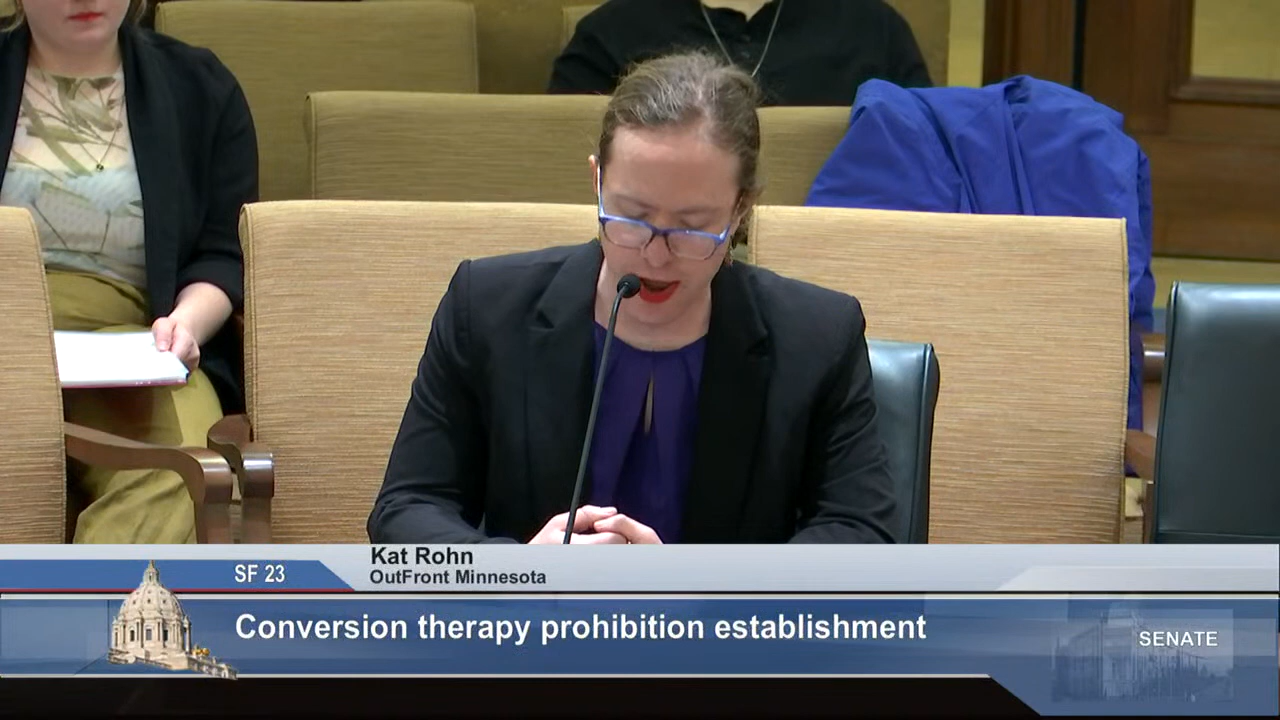 Kat Rohn
SF 23
OutFront Minnesota
Conversion therapy prohibition establishment
SENATE